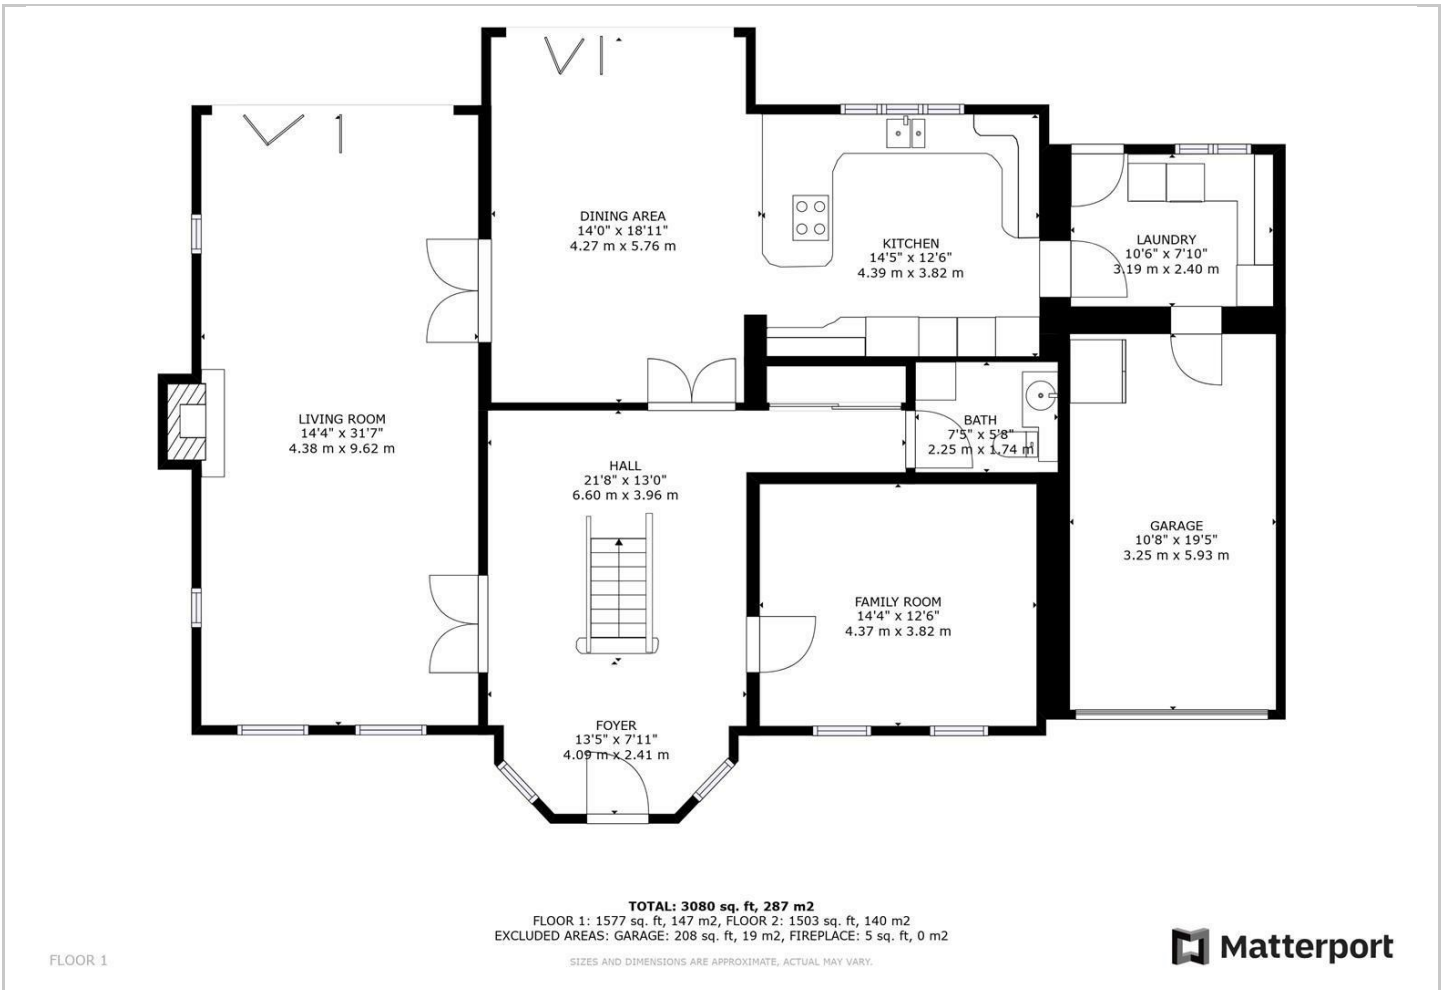 DINING AREA
14'0" x 18'11"
4.27 m x 5.76 m
KITCHEN
14'5" x 12'6"
4.39 m x 3.82 m
LAUNDRY
10'6" x 7'10"
3.19 m x 2.40 m
LIVING ROOM
14'4" x 31'7"
4.38 m x 9.62 m
BATH
7'5" x 5'8"
2.25 m x 1.74 m
HALL
21'8" x 13'0"
6.60 m x 3.96 m
GARAGE
10'8" x 19'5"
3.25 m x 5.93 m
FAMILY ROOM
14'4" x 12'6"
4.37 m x 3.82 m
FOYER
13'5" x 7'11"
4.09 m x 2.41 m
TOTAL: 3080 sq. ft, 287 m2
FLOOR 1: 1577 sq. ft, 147 m2, FLOOR 2: 1503 sq. ft, 140 m2
EXCLUDED AREAS: GARAGE: 208 sq. ft, 19 m2, FIREPLACE: 5 sq. ft, 0 m2
SIZES AND DIMENSIONS ARE APPROXIMATE, ACTUAL MAY VARY.
FLOOR 1
Matterport